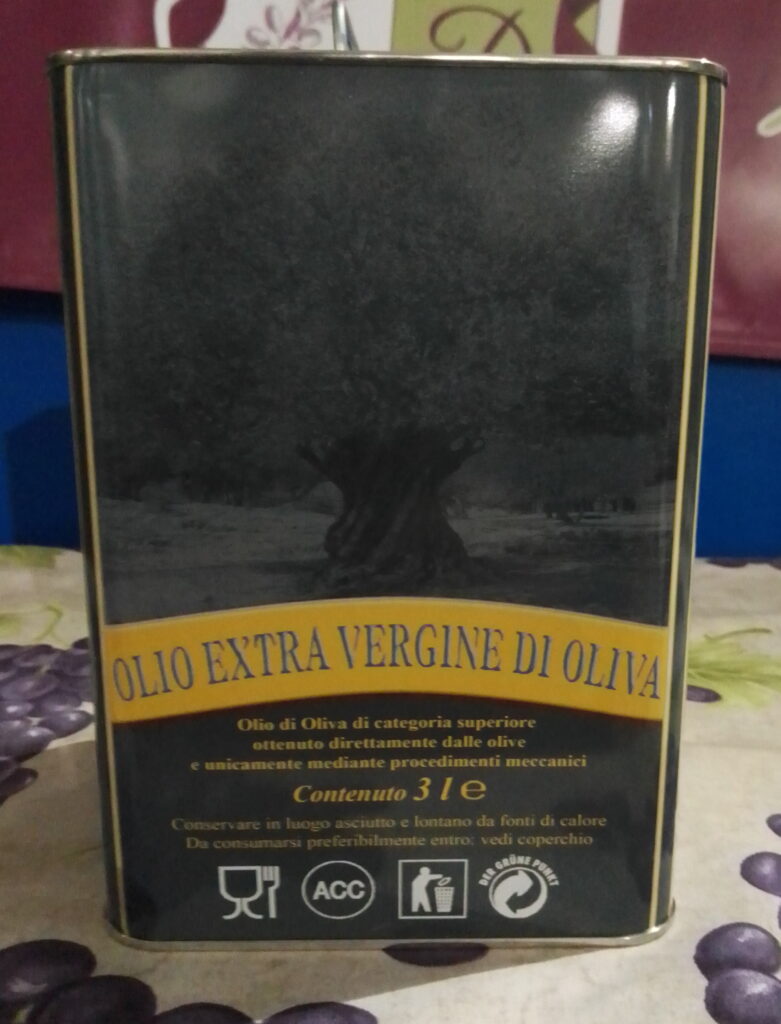 OLIO EXTRA VERGINE DI OLIVA
Olio di Oliva di categoria superiore
ottenuto direttamente dalle olive
e unicamente mediante procedimenti meccanici
Contenuto 3 l e
Conservare in luogo asciutto e lontano da fonti di calore
Da consumarsi preferibilmente entro: vedi coperchio
ACC
DER GRÜNE PUNKT